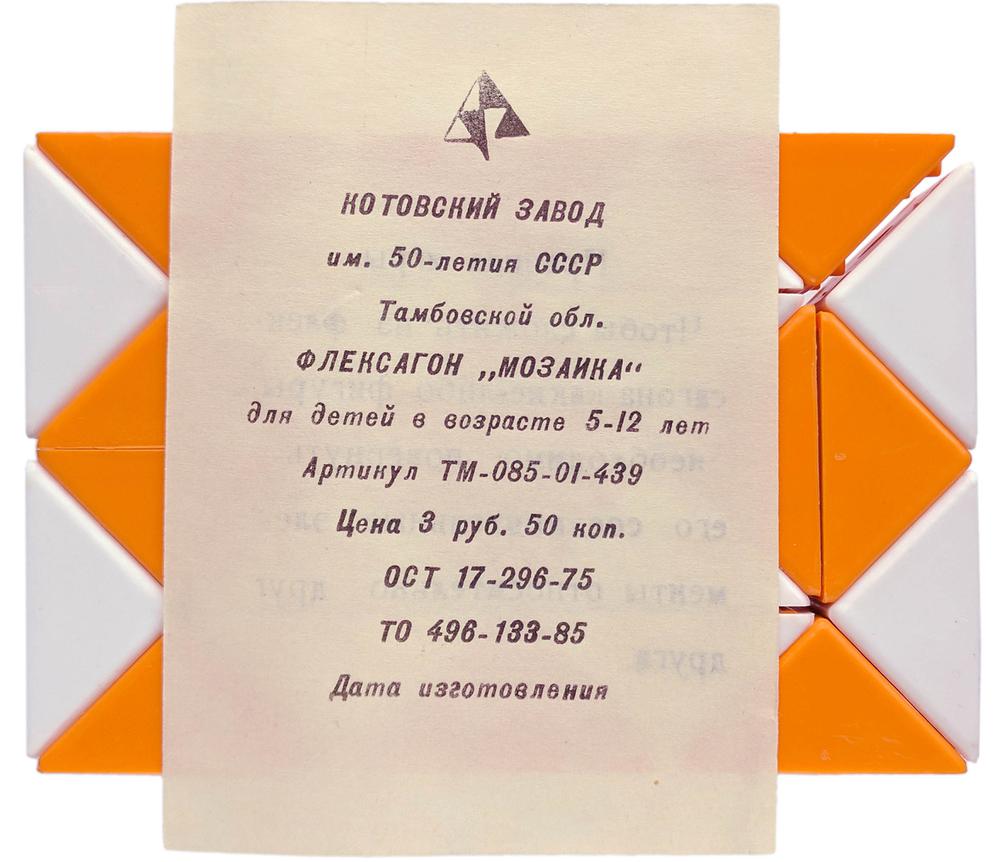 КОТОВСКИЙ ЗАВОД
им. 50-летия СССР
Тамбовской обл.
ФЛЕКСАГОН „МОЗАИКА“
для детей в возрасте 5-12 лет
Артикул ТМ-085-01-439
Цена 3 руб. 50 коп.
ОСТ 17-296-75
ТО 496-133-85
Дата изготовления